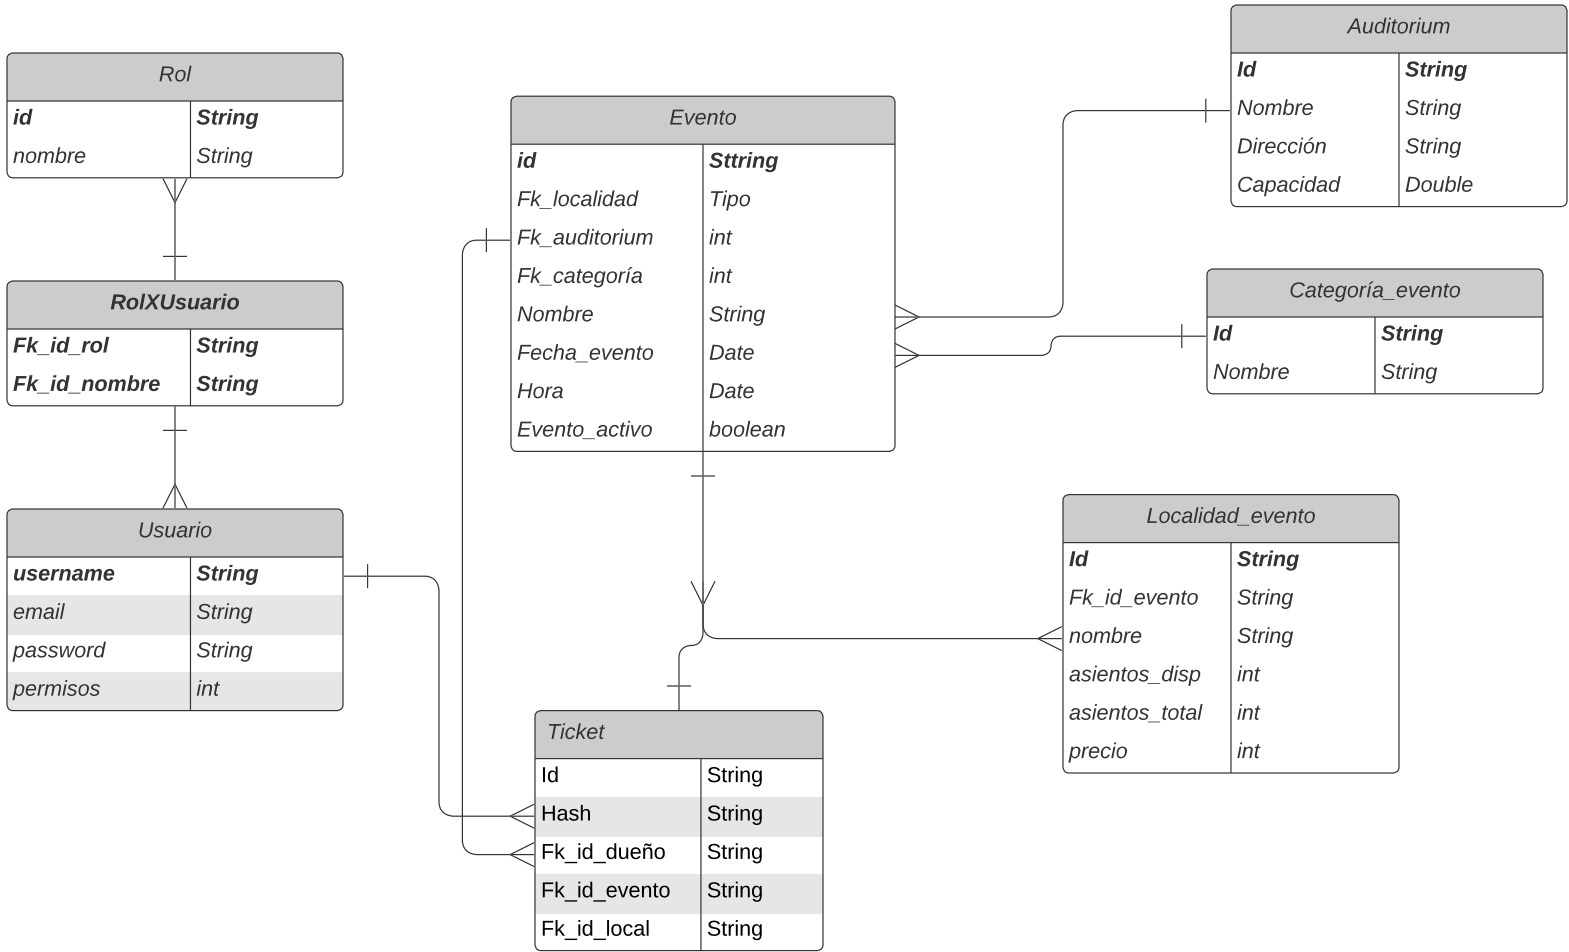 Rol
id String
nombre String
RolXUsuario
Fk_id_rol String
Fk_id_nombre String
Usuario
username String
email String
password String
permisos int
Evento
id Sttring
Fk_localidad Tipo
Fk_auditorium int
Fk_categoría int
Nombre String
Fecha_evento Date
Hora Date
Evento_activo boolean
Ticket
Id String
Hash String
Fk_id_dueño String
Fk_id_evento String
Fk_id_local String
Auditorium
Id String
Nombre String
Dirección String
Capacidad Double
Categoría_evento
Id String
Nombre String
Localidad_evento
Id String
Fk_id_evento String
nombre String
asientos_disp int
asientos_total int
precio int